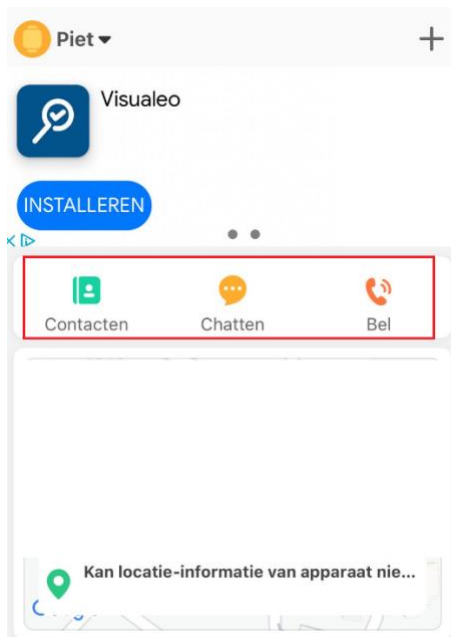 Piet
Visualeo
INSTALLEREN
Contacten Chatten Bel
Kan locatie-informatie van apparaat nie...